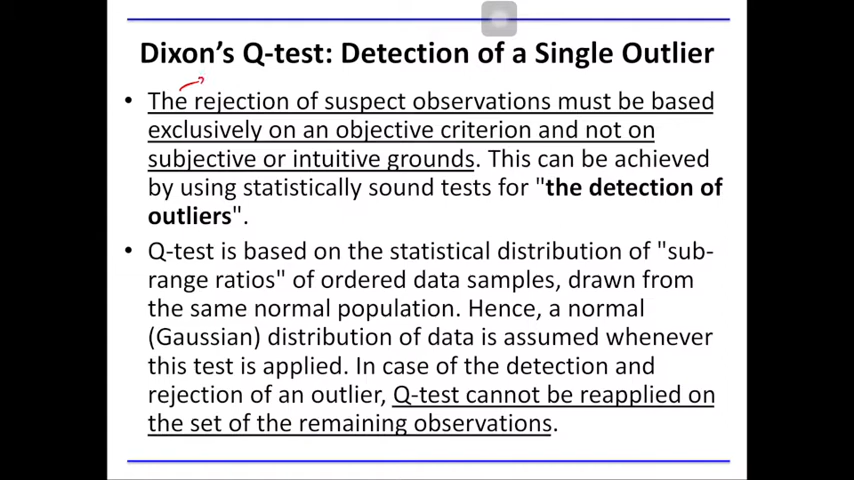 Dixon's Q-test: Detection of a Single Outlier
• The rejection of suspect observations must be based
exclusively on an objective criterion and not on
subjective or intuitive grounds. This can be achieved
by using statistically sound tests for "the detection of
outliers".
• Q-test is based on the statistical distribution of "sub-
range ratios" of ordered data samples, drawn from
the same normal population. Hence, a normal
(Gaussian) distribution of data is assumed whenever
this test is applied. In case of the detection and
rejection of an outlier, Q-test cannot be reapplied on
the set of the remaining observations.